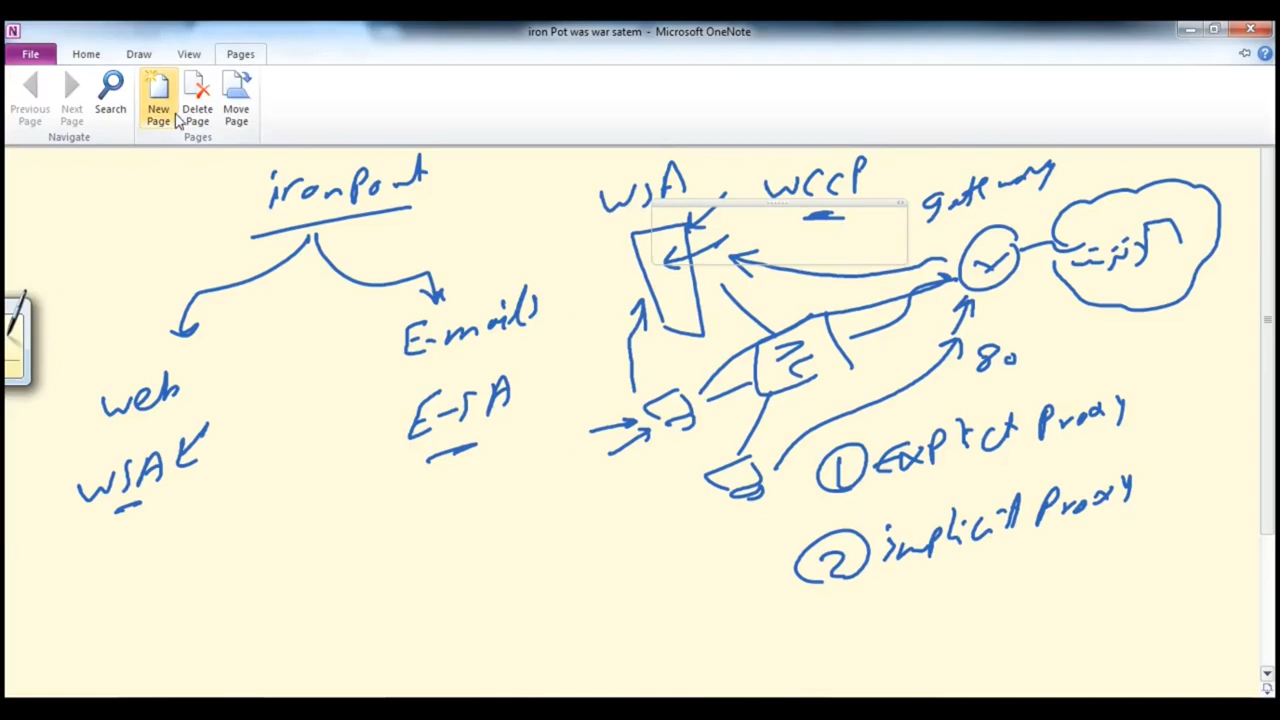 iron Pot was war satem - Microsoft OneNote
File Home Draw View Pages
Previous Page
Next Page
Search
New Page
Delete Page
Move Page
Navigate
Pages
ironPort
web
WSA
E-mails
E-SA
WSA
WCCP
gateway
انترنت
80
1 EXPlict Proxy
2 implicit Proxy